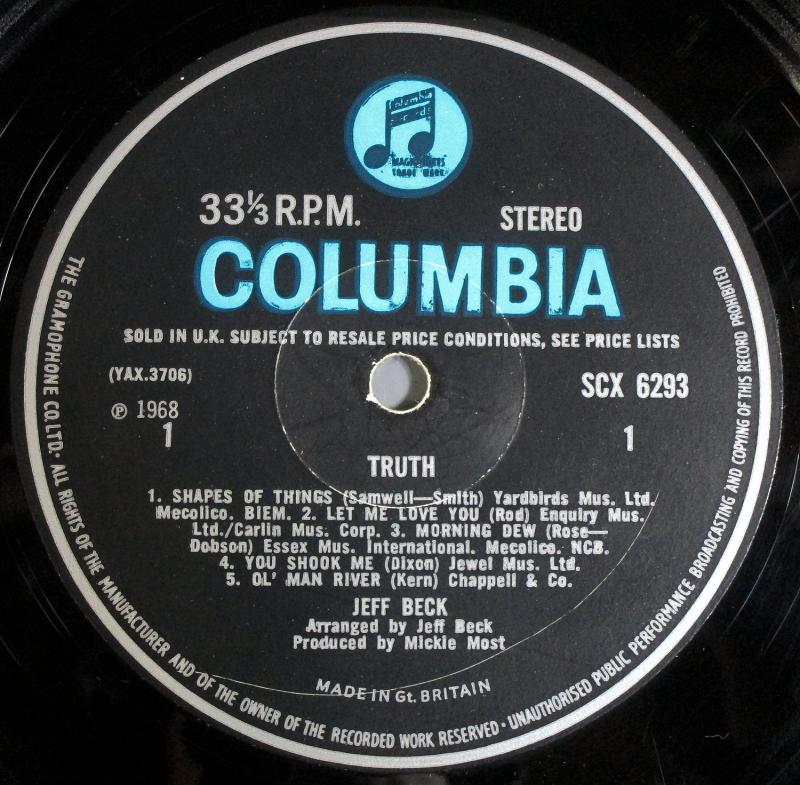 Columbia
records
MAGIC NOTES
TRADE MARK
33⅓ R.P.M.
STEREO
COLUMBIA
SOLD IN U.K. SUBJECT TO RESALE PRICE CONDITIONS, SEE PRICE LISTS
(YAX.3706)
SCX 6293
℗ 1968
1
1
TRUTH
1. SHAPES OF THINGS (Samwell—Smith) Yardbirds Mus. Ltd.
Mecolico. BIEM. 2. LET ME LOVE YOU (Rod) Enquiry Mus.
Ltd./Carlin Mus. Corp. 3. MORNING DEW (Rose—
Dobson) Essex Mus. International. Mecolico. NCB.
4. YOU SHOOK ME (Dixon) Jewel Mus. Ltd.
5. OL' MAN RIVER (Kern) Chappell & Co.
JEFF BECK
Arranged by Jeff Beck
Produced by Mickie Most
MADE IN Gt. BRITAIN
THE GRAMOPHONE CO. LTD. · ALL RIGHTS OF THE MANUFACTURER AND OF THE OWNER OF THE RECORDED WORK RESERVED · UNAUTHORISED PUBLIC PERFORMANCE BROADCASTING AND COPYING OF THIS RECORD PROHIBITED